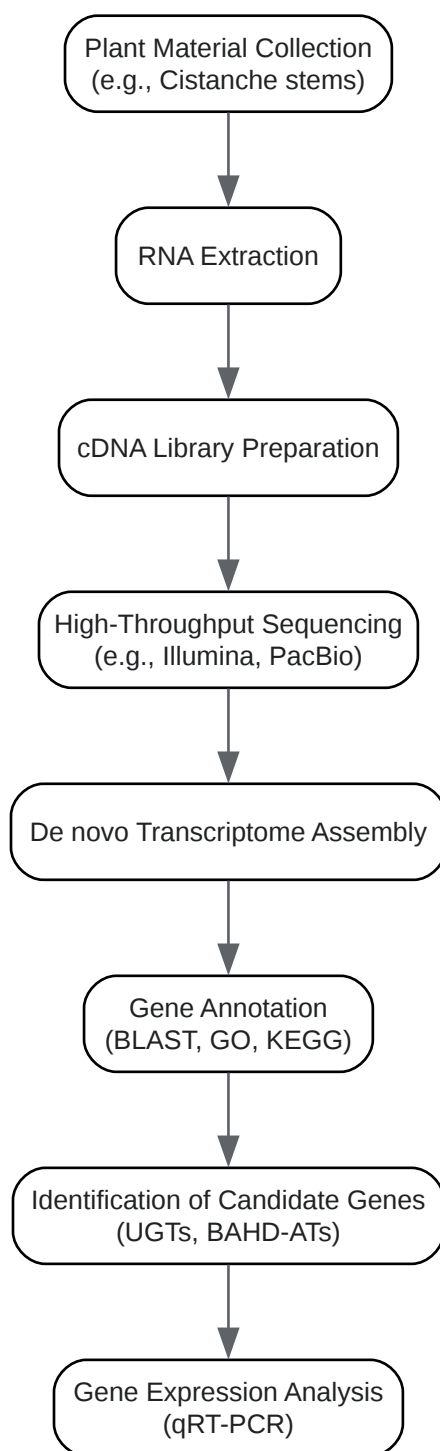 Plant Material Collection
(e.g., Cistanche stems)
RNA Extraction
cDNA Library Preparation
High-Throughput Sequencing
(e.g., Illumina, PacBio)
De novo Transcriptome Assembly
Gene Annotation
(BLAST, GO, KEGG)
Identification of Candidate Genes
(UGTs, BAHD-ATs)
Gene Expression Analysis
(qRT-PCR)